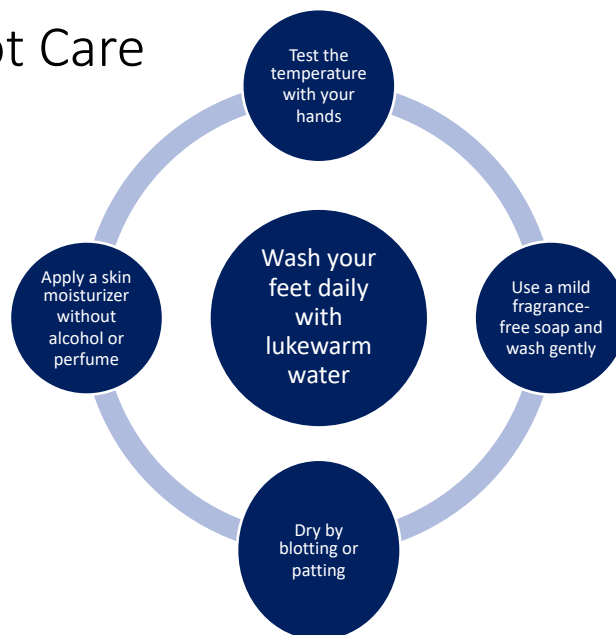 ot Care
Test the
temperature
with your
hands
Wash your
feet daily
with
lukewarm
water
Use a mild
fragrance-
free soap and
wash gently
Dry by
blotting or
patting
Apply a skin
moisturizer
without
alcohol or
perfume